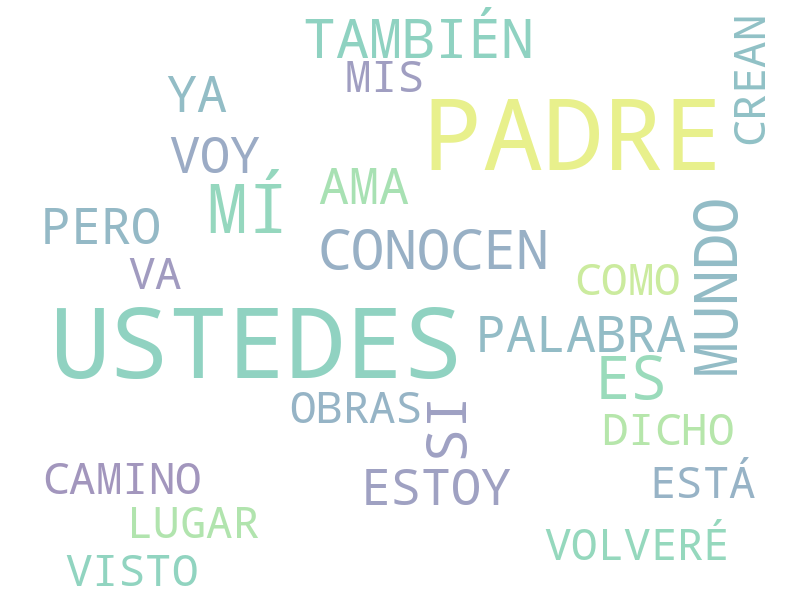 TAMBIÉN
CREAN
MIS
YA
PADRE
VOY
AMA
MÍ
PERO
CONOCEN
MUNDO
VA
COMO
USTEDES
PALABRA
ES
OBRAS
SI
DICHO
CAMINO
ESTOY
ESTÁ
LUGAR
VOLVERÉ
VISTO